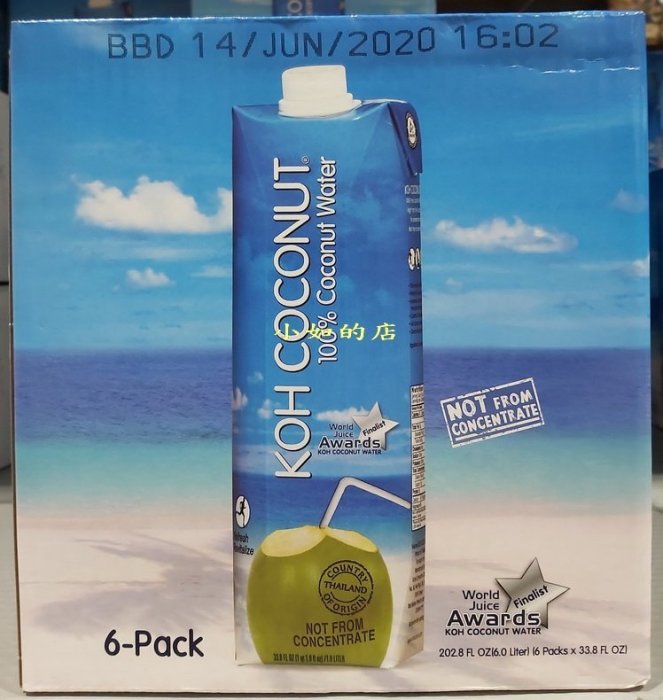 BBD 14/JUN/2020 16:02
KOH COCONUT®
100% Coconut Water
小如的店
World
Juice
Awards
Finalist
KOH COCONUT WATER
NOT FROM
CONCENTRATE
COUNTRY
THAILAND
OF ORIGIN
NOT FROM
CONCENTRATE
6-Pack
World
Juice
Awards
Finalist
KOH COCONUT WATER
202.8 FL OZ(6.0 Liter) (6 Packs x 33.8 FL OZ)